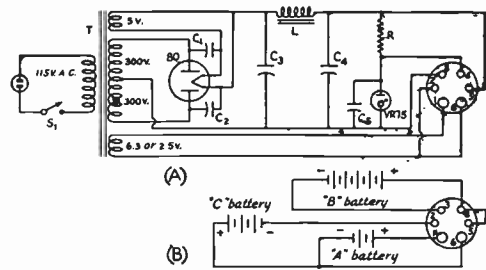 T
5 V.
C₁
80
300V.
115V. A.C.
S₁
300V.
C₂
L
C₃
C₄
R
C₅
VR75
6.3 OR 2.5V.
(A)
- +
"B" battery
"C" battery
+ -
- +
"A" battery
(B)